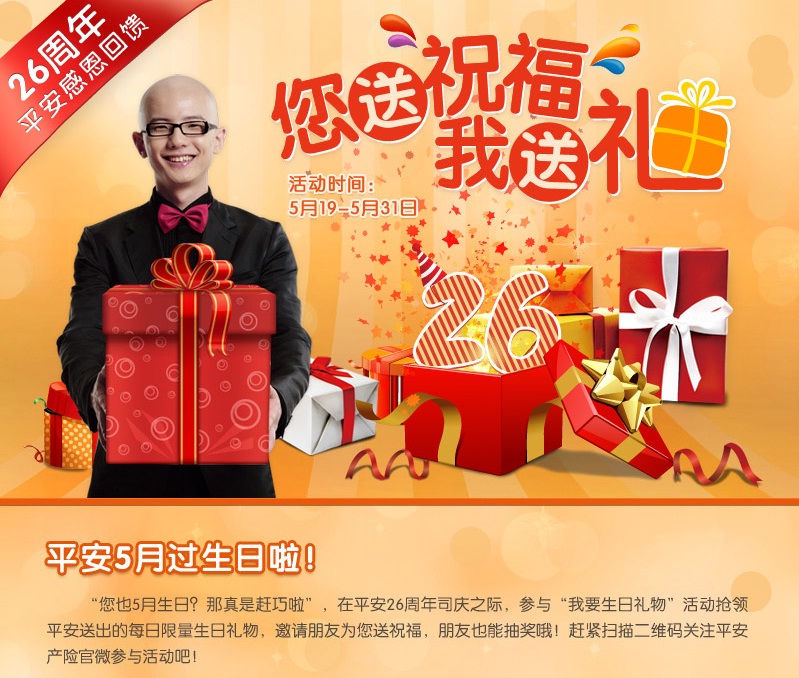 26周年
平安感恩回馈
您送祝福
我送礼
活动时间：
5月19-5月31日
26
平安5月过生日啦！
“您也5月生日？那真是赶巧啦”，在平安26周年司庆之际，参与“我要生日礼物”活动抢领
平安送出的每日限量生日礼物，邀请朋友为您送祝福，朋友也能抽奖哦！赶紧扫描二维码关注平安
产险官微参与活动吧！